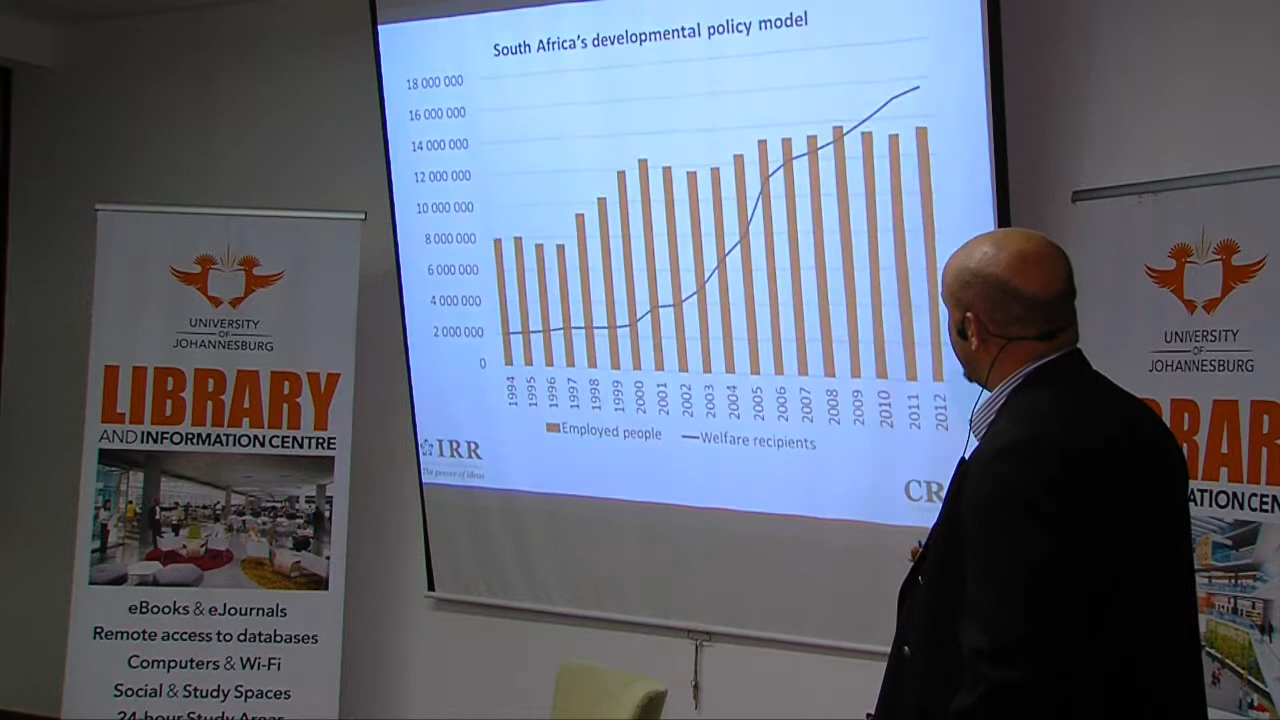 South Africa's developmental policy model
18 000 000
16 000 000
14 000 000
12 000 000
10 000 000
8 000 000
6 000 000
4 000 000
2 000 000
0
1994
1995
1996
1997
1998
1999
2000
2001
2002
2003
2004
2005
2006
2007
2008
2009
2010
2011
2012
Employed people
Welfare recipients
IRR
The power of ideas
CR
UNIVERSITY
OF
JOHANNESBURG
LIBRARY
AND INFORMATION CENTRE
eBooks & eJournals
Remote access to databases
Computers & Wi-Fi
Social & Study Spaces
24-hour Study Areas
UNIVERSITY
OF
JOHANNESBURG
RAR
ATION CEN